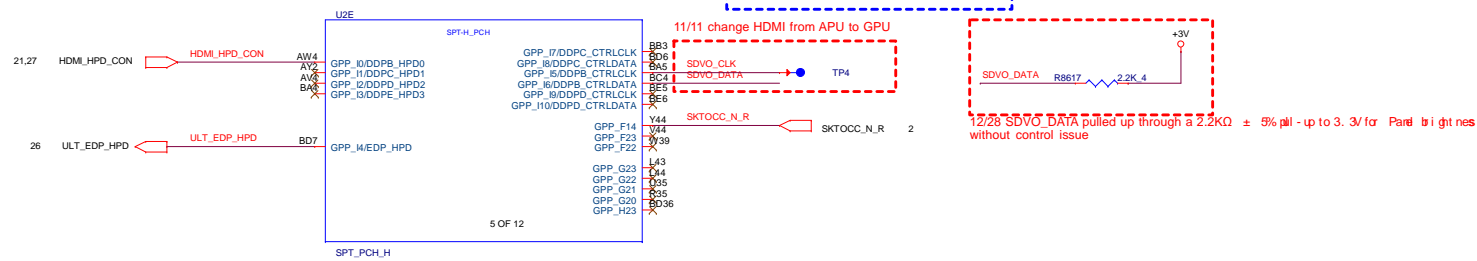 U2E
SPT-H_PCH
11/11 change HDMI from APU to GPU
+3V
21,27 HDMI_HPD_CON HDMI_HPD_CON AW4 GPP_I0/DDPB_HPD0
AY2 GPP_I1/DDPC_HPD1
AV4 GPP_I2/DDPD_HPD2
BA4 GPP_I3/DDPE_HPD3
GPP_I7/DDPC_CTRLCLK BB3
GPP_I8/DDPC_CTRLDATA BD6
GPP_I5/DDPB_CTRLCLK BA5 SDVO_CLK TP4
GPP_I6/DDPB_CTRLDATA BC4 SDVO_DATA
GPP_I9/DDPD_CTRLCLK BE5
GPP_I10/DDPD_CTRLDATA BE6
SDVO_DATA R8617 2.2K_4
GPP_F14 Y44 SKTOCC_N_R SKTOCC_N_R 2
GPP_F23 V44
GPP_F22 W39
12/28 SDVO_DATA pulled up through a 2.2KΩ ± 5% pull-up to 3.3V for Panel brightness
without control issue
26 ULT_EDP_HPD ULT_EDP_HPD BD7 GPP_I4/EDP_HPD
GPP_G23 L43
GPP_G22 L44
GPP_G21 U35
GPP_G20 R35
GPP_H23 BD36
5 OF 12
SPT_PCH_H